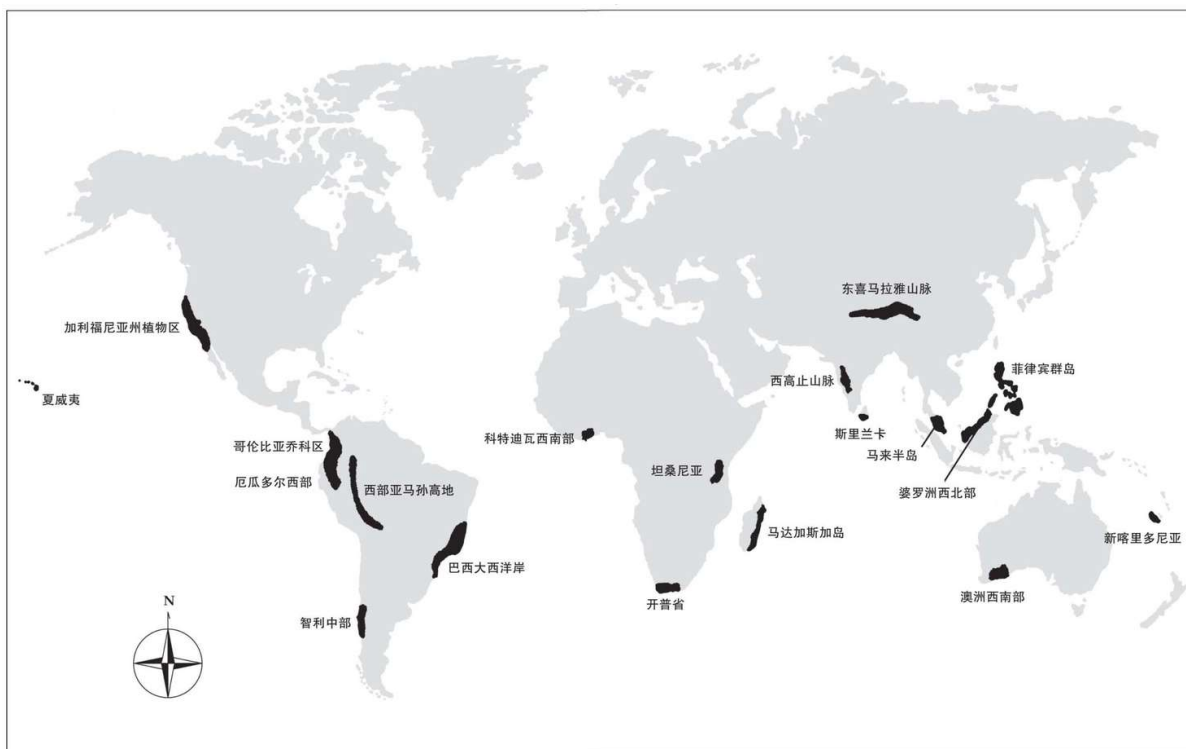 东喜马拉雅山脉
加利福尼亚州植物区
菲律宾群岛
西高止山脉
夏威夷
斯里兰卡
科特迪瓦西南部
哥伦比亚乔科区
马来半岛
坦桑尼亚
厄瓜多尔西部
西部亚马孙高地
婆罗洲西北部
马达加斯加岛
新喀里多尼亚
巴西大西洋岸
澳洲西南部
开普省
N
智利中部